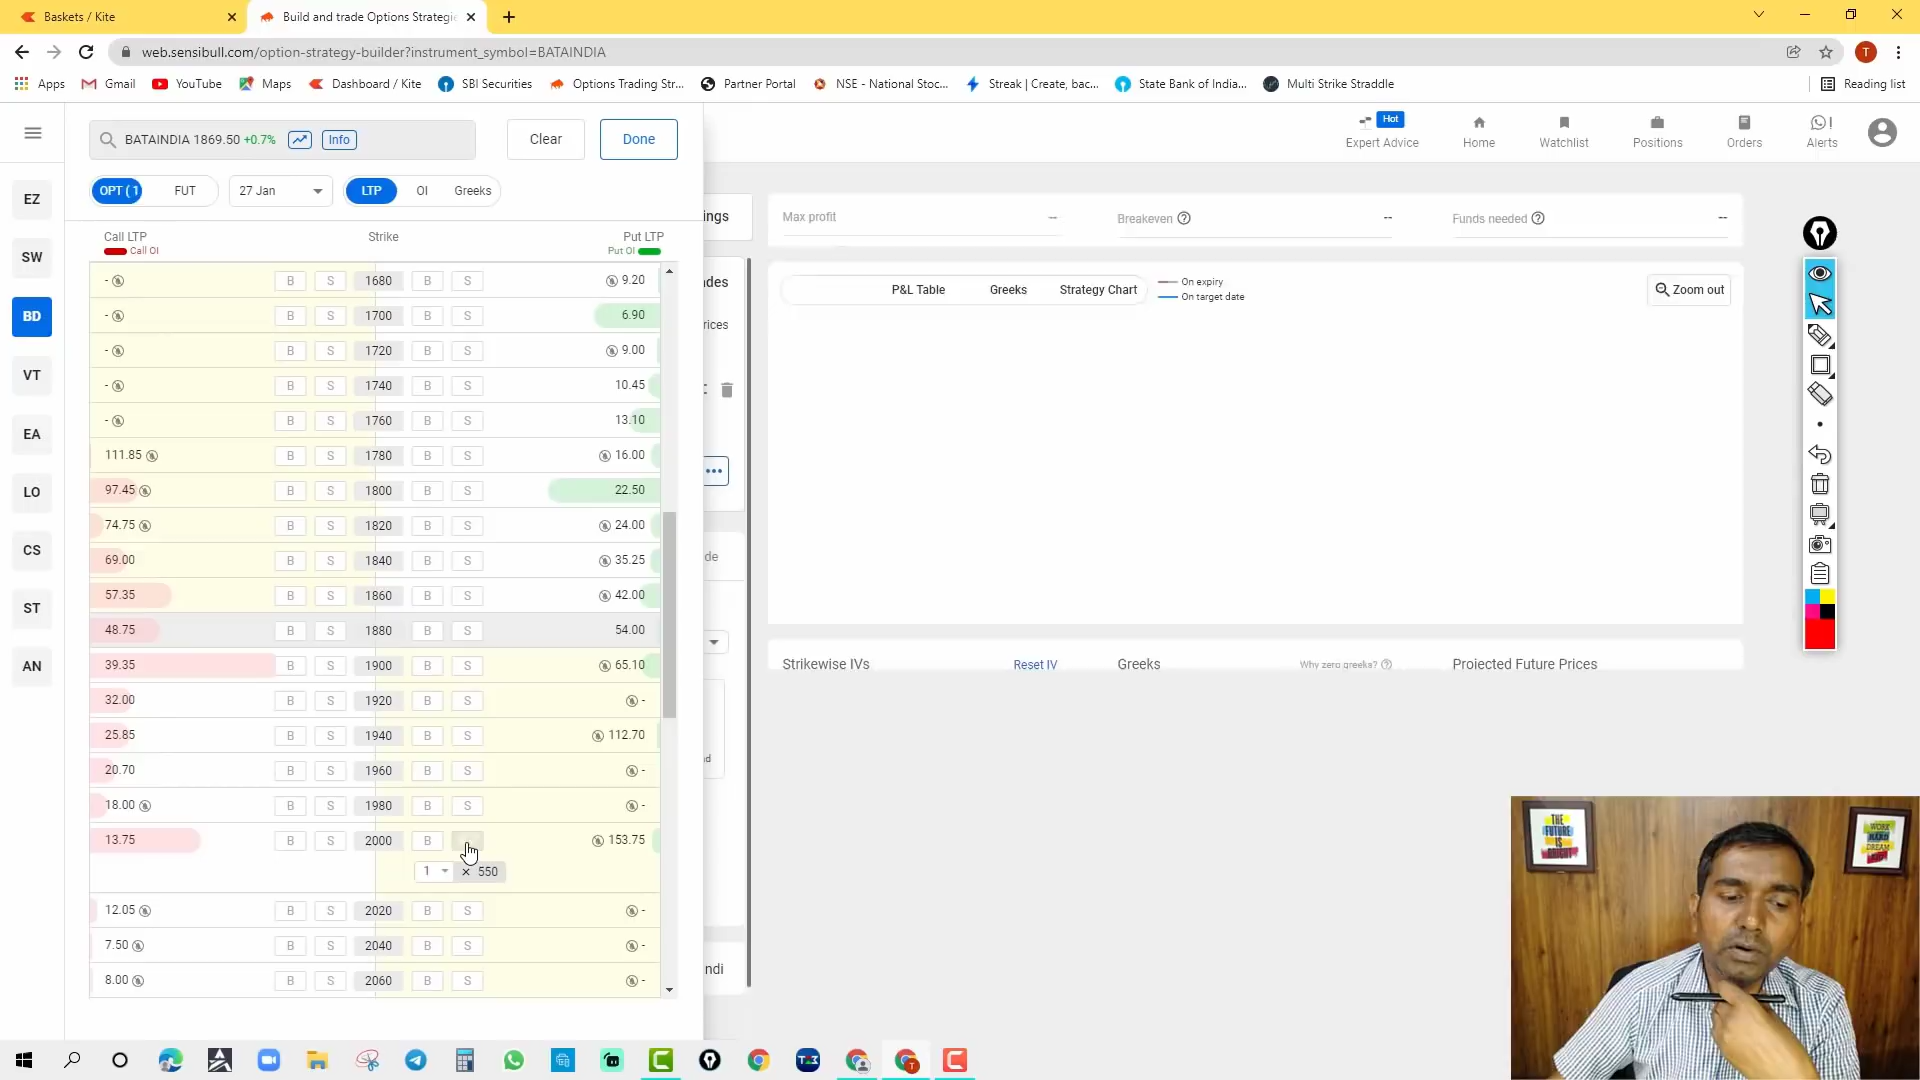 Baskets / Kite
Build and trade Options Strategi
web.sensibull.com/option-strategy-builder?instrument_symbol=BATAINDIA
T
Apps Gmail YouTube Maps Dashboard / Kite SBI Securities Options Trading Str... Partner Portal NSE - National Stoc... Streak | Create, bac... State Bank of India... Multi Strike Straddle Reading list
BATAINDIA 1869.50 +0.7% Info Clear Done
Hot
Expert Advice Home Watchlist Positions Orders Alerts
OPT ( 1 FUT 27 Jan LTP OI Greeks
EZ
SW
BD
VT
EA
LO
CS
ST
AN
Call LTP Strike Put LTP
Call OI Put OI
- B S 1680 B S 9.20
- B S 1700 B S 6.90
- B S 1720 B S 9.00
- B S 1740 B S 10.45
- B S 1760 B S 13.10
111.85 B S 1780 B S 16.00
97.45 B S 1800 B S 22.50
74.75 B S 1820 B S 24.00
69.00 B S 1840 B S 35.25
57.35 B S 1860 B S 42.00
48.75 B S 1880 B S 54.00
39.35 B S 1900 B S 65.10
32.00 B S 1920 B S -
25.85 B S 1940 B S 112.70
20.70 B S 1960 B S -
18.00 B S 1980 B S -
13.75 B S 2000 B 153.75
1 × 550
12.05 B S 2020 B S -
7.50 B S 2040 B S -
8.00 B S 2060 B S -
ings
ades
rices
de
d
ndi
Max profit -- Breakeven -- Funds needed --
P&L Table Greeks Strategy Chart
On expiry
On target date
Zoom out
Strikewise IVs Reset IV Greeks Why zero greeks? Projected Future Prices
THE FUTURE IS BRIGHT
WORK HARD DREAM BIG
T